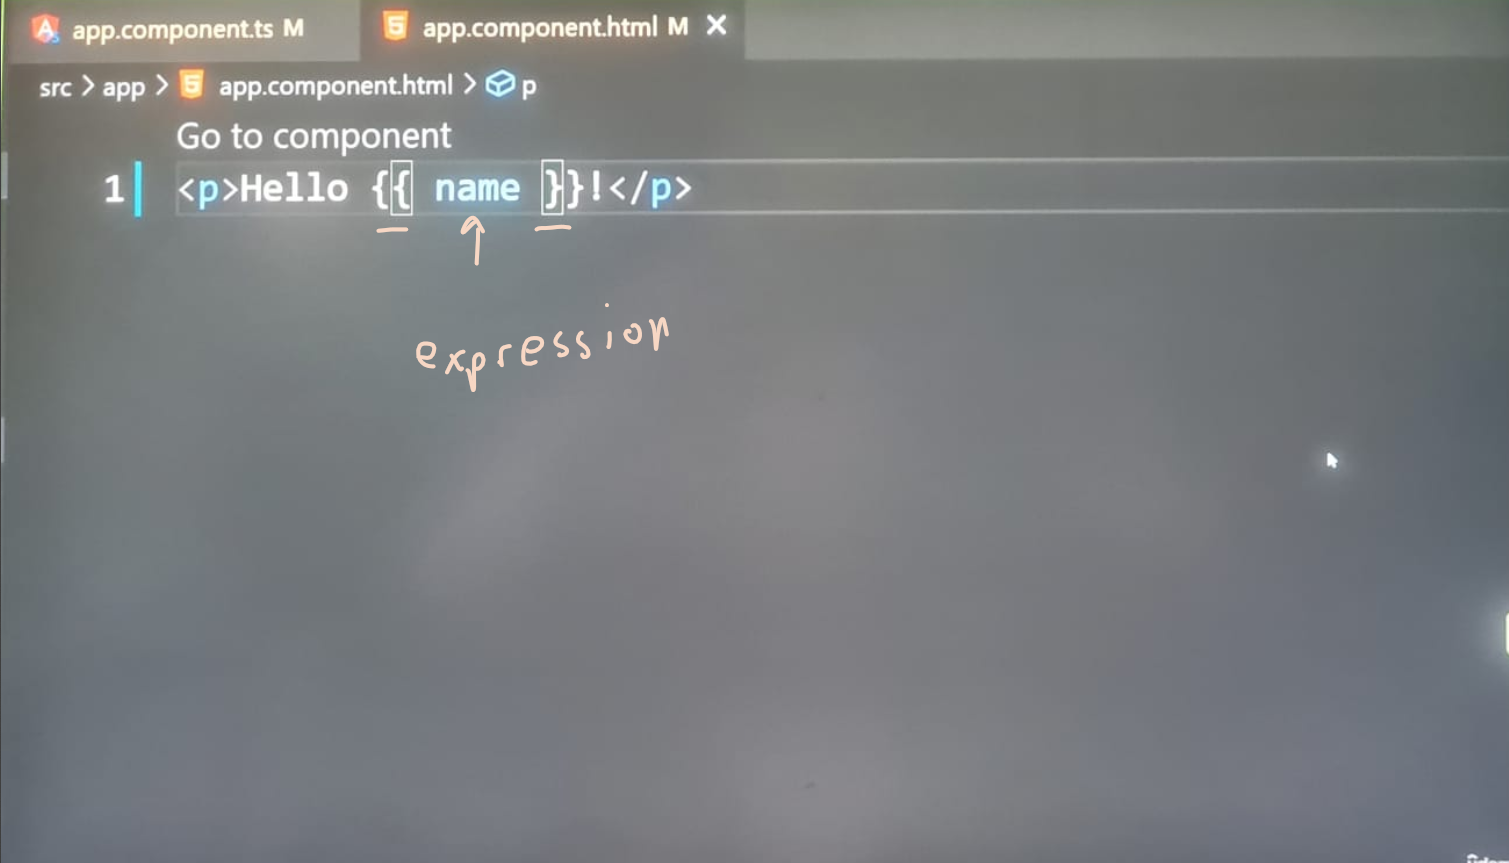 app.component.ts M app.component.html M
src > app > app.component.html > p
Go to component
1 <p>Hello {{ name }}!</p>
expression